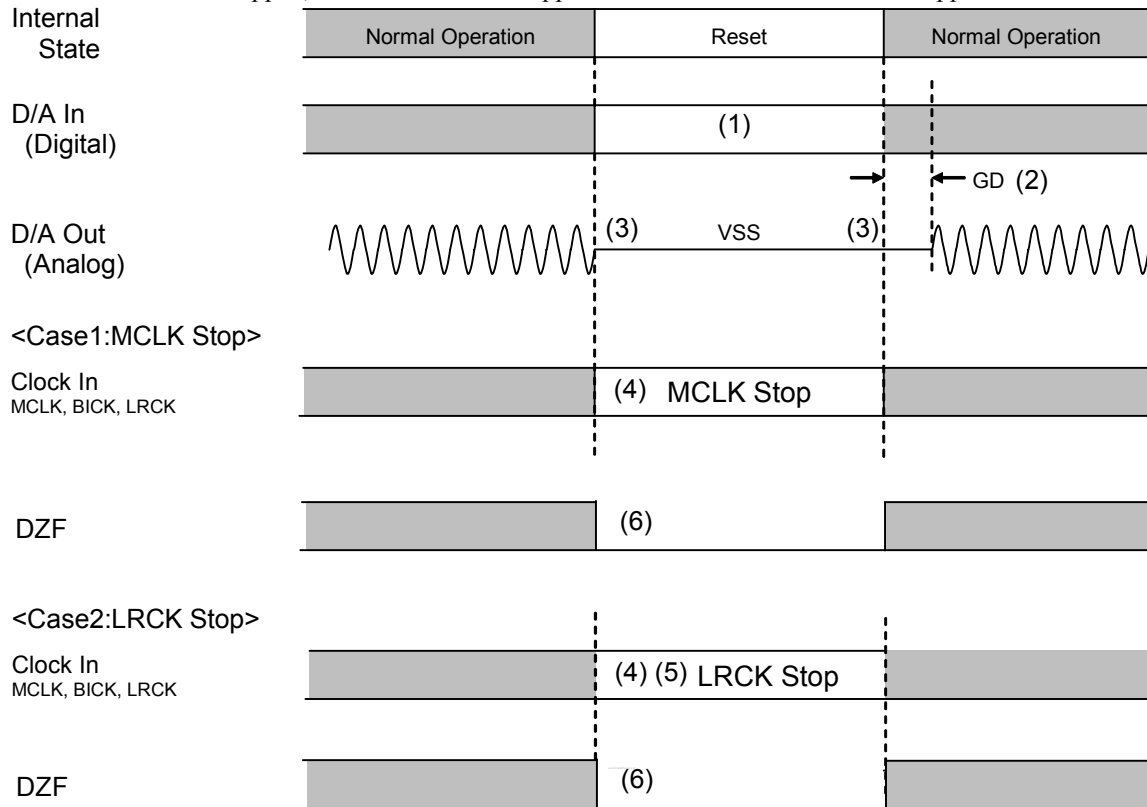 Internal
State
Normal Operation
Reset
Normal Operation
D/A In
(Digital)
(1)
GD (2)
D/A Out
(Analog)
(3)
VSS
(3)
<Case1:MCLK Stop>
Clock In
MCLK, BICK, LRCK
(4) MCLK Stop
DZF
(6)
<Case2:LRCK Stop>
Clock In
MCLK, BICK, LRCK
(4) (5) LRCK Stop
DZF
(6)